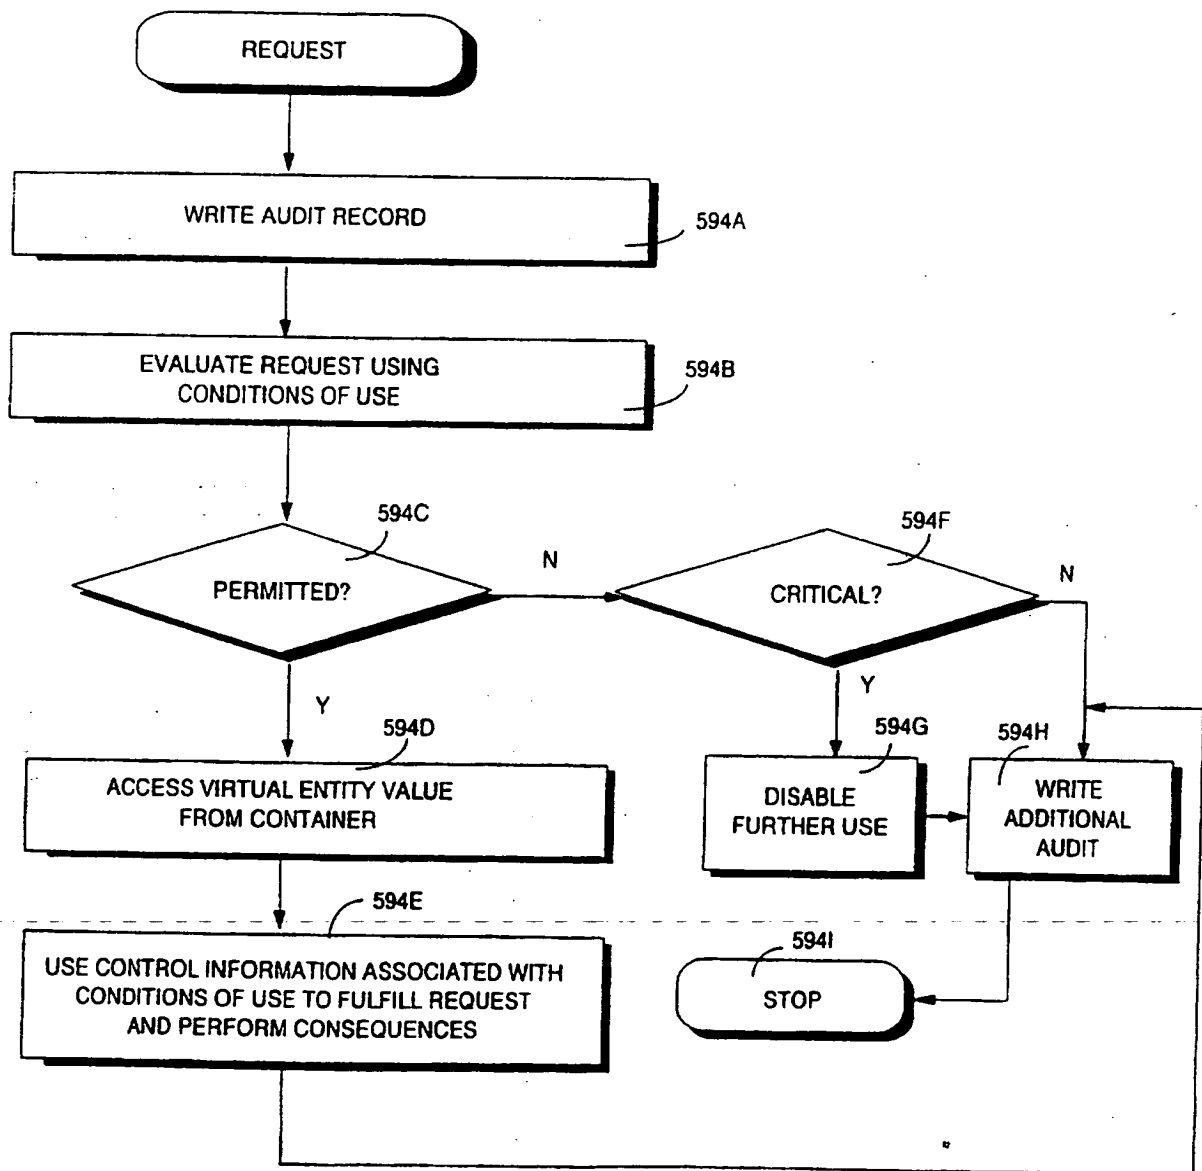 REQUEST
WRITE AUDIT RECORD
594A
EVALUATE REQUEST USING
CONDITIONS OF USE
594B
594C
PERMITTED?
N
594F
CRITICAL?
N
Y
Y
594D
ACCESS VIRTUAL ENTITY VALUE
FROM CONTAINER
594G
DISABLE
FURTHER USE
594H
WRITE
ADDITIONAL
AUDIT
594E
USE CONTROL INFORMATION ASSOCIATED WITH
CONDITIONS OF USE TO FULFILL REQUEST
AND PERFORM CONSEQUENCES
594I
STOP